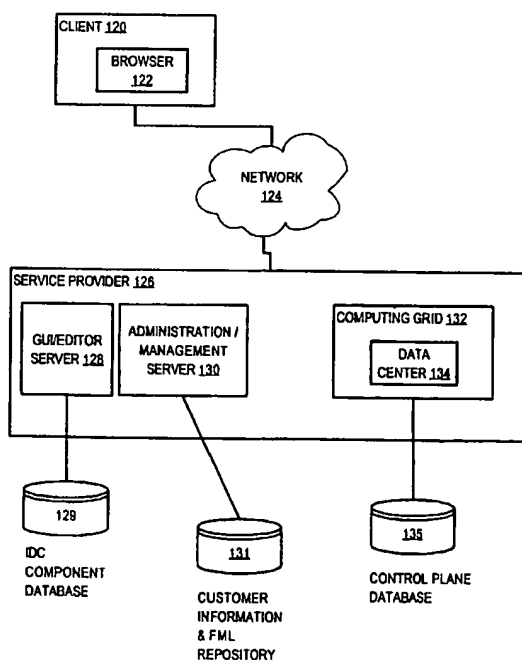 CLIENT 120
BROWSER
122
NETWORK
124
SERVICE PROVIDER 126
GUI/EDITOR
SERVER 128
ADMINISTRATION /
MANAGEMENT
SERVER 130
COMPUTING GRID 132
DATA
CENTER 134
129
IDC
COMPONENT
DATABASE
131
CUSTOMER
INFORMATION
& FML
REPOSITORY
135
CONTROL PLANE
DATABASE